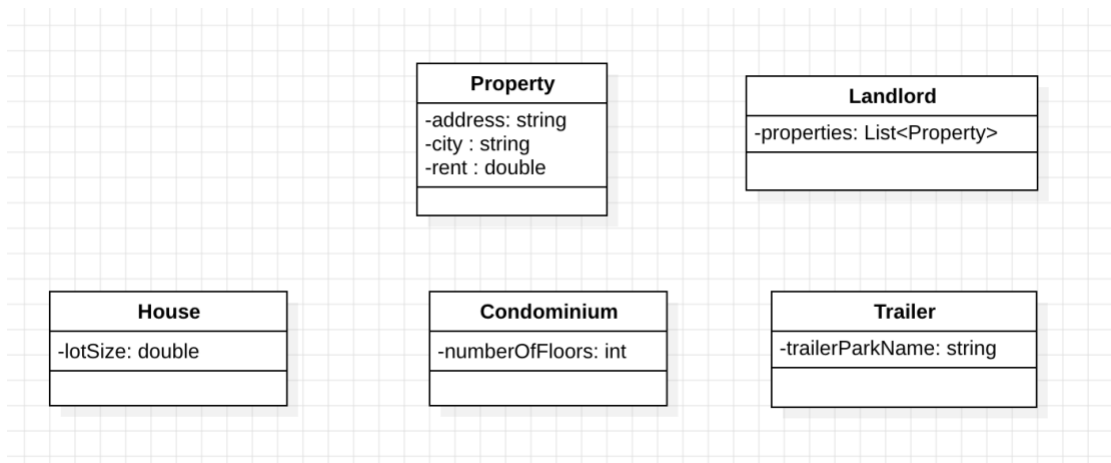 Property
-address: string
-city : string
-rent : double
Landlord
-properties: List<Property>
House
-lotSize: double
Condominium
-numberOfFloors: int
Trailer
-trailerParkName: string